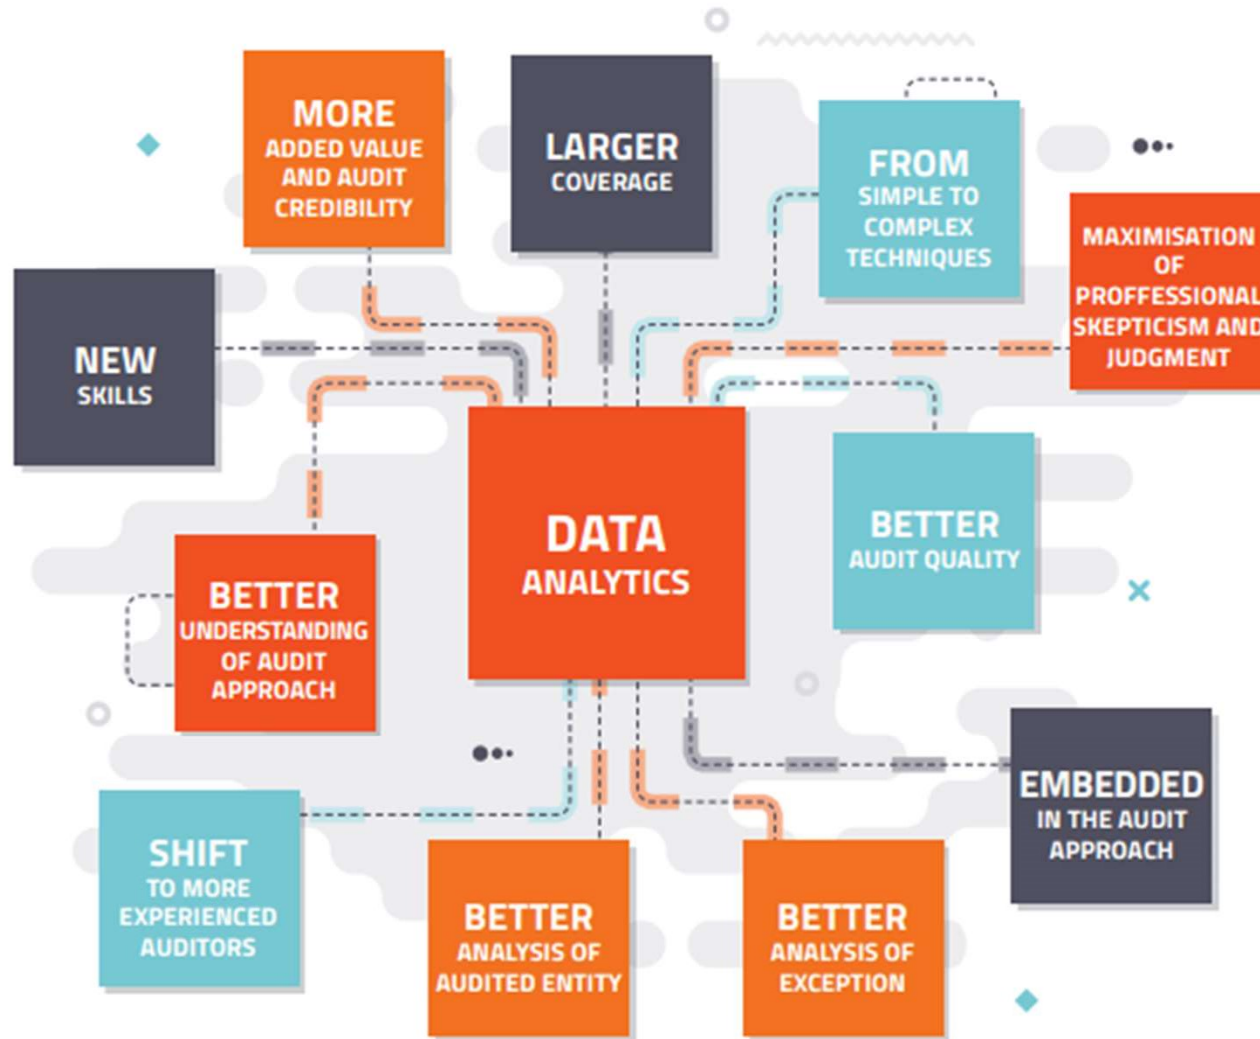 MORE
ADDED VALUE
AND AUDIT
CREDIBILITY
LARGER
COVERAGE
FROM
SIMPLE TO
COMPLEX
TECHNIQUES
MAXIMISATION
OF
PROFFESSIONAL
SKEPTICISM AND
JUDGMENT
NEW
SKILLS
DATA
ANALYTICS
BETTER
AUDIT QUALITY
BETTER
UNDERSTANDING
OF AUDIT
APPROACH
EMBEDDED
IN THE AUDIT
APPROACH
SHIFT
TO MORE
EXPERIENCED
AUDITORS
BETTER
ANALYSIS OF
AUDITED ENTITY
BETTER
ANALYSIS OF
EXCEPTION